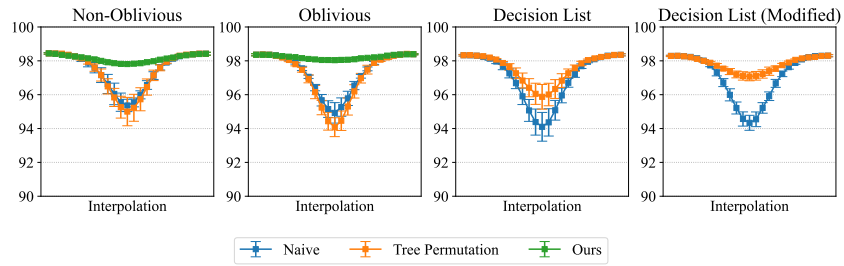 Non-Oblivious
Oblivious
Decision List
Decision List (Modified)
100
98
96
94
92
90
Interpolation
100
98
96
94
92
90
Interpolation
100
98
96
94
92
90
Interpolation
100
98
96
94
92
90
Interpolation
Naive
Tree Permutation
Ours